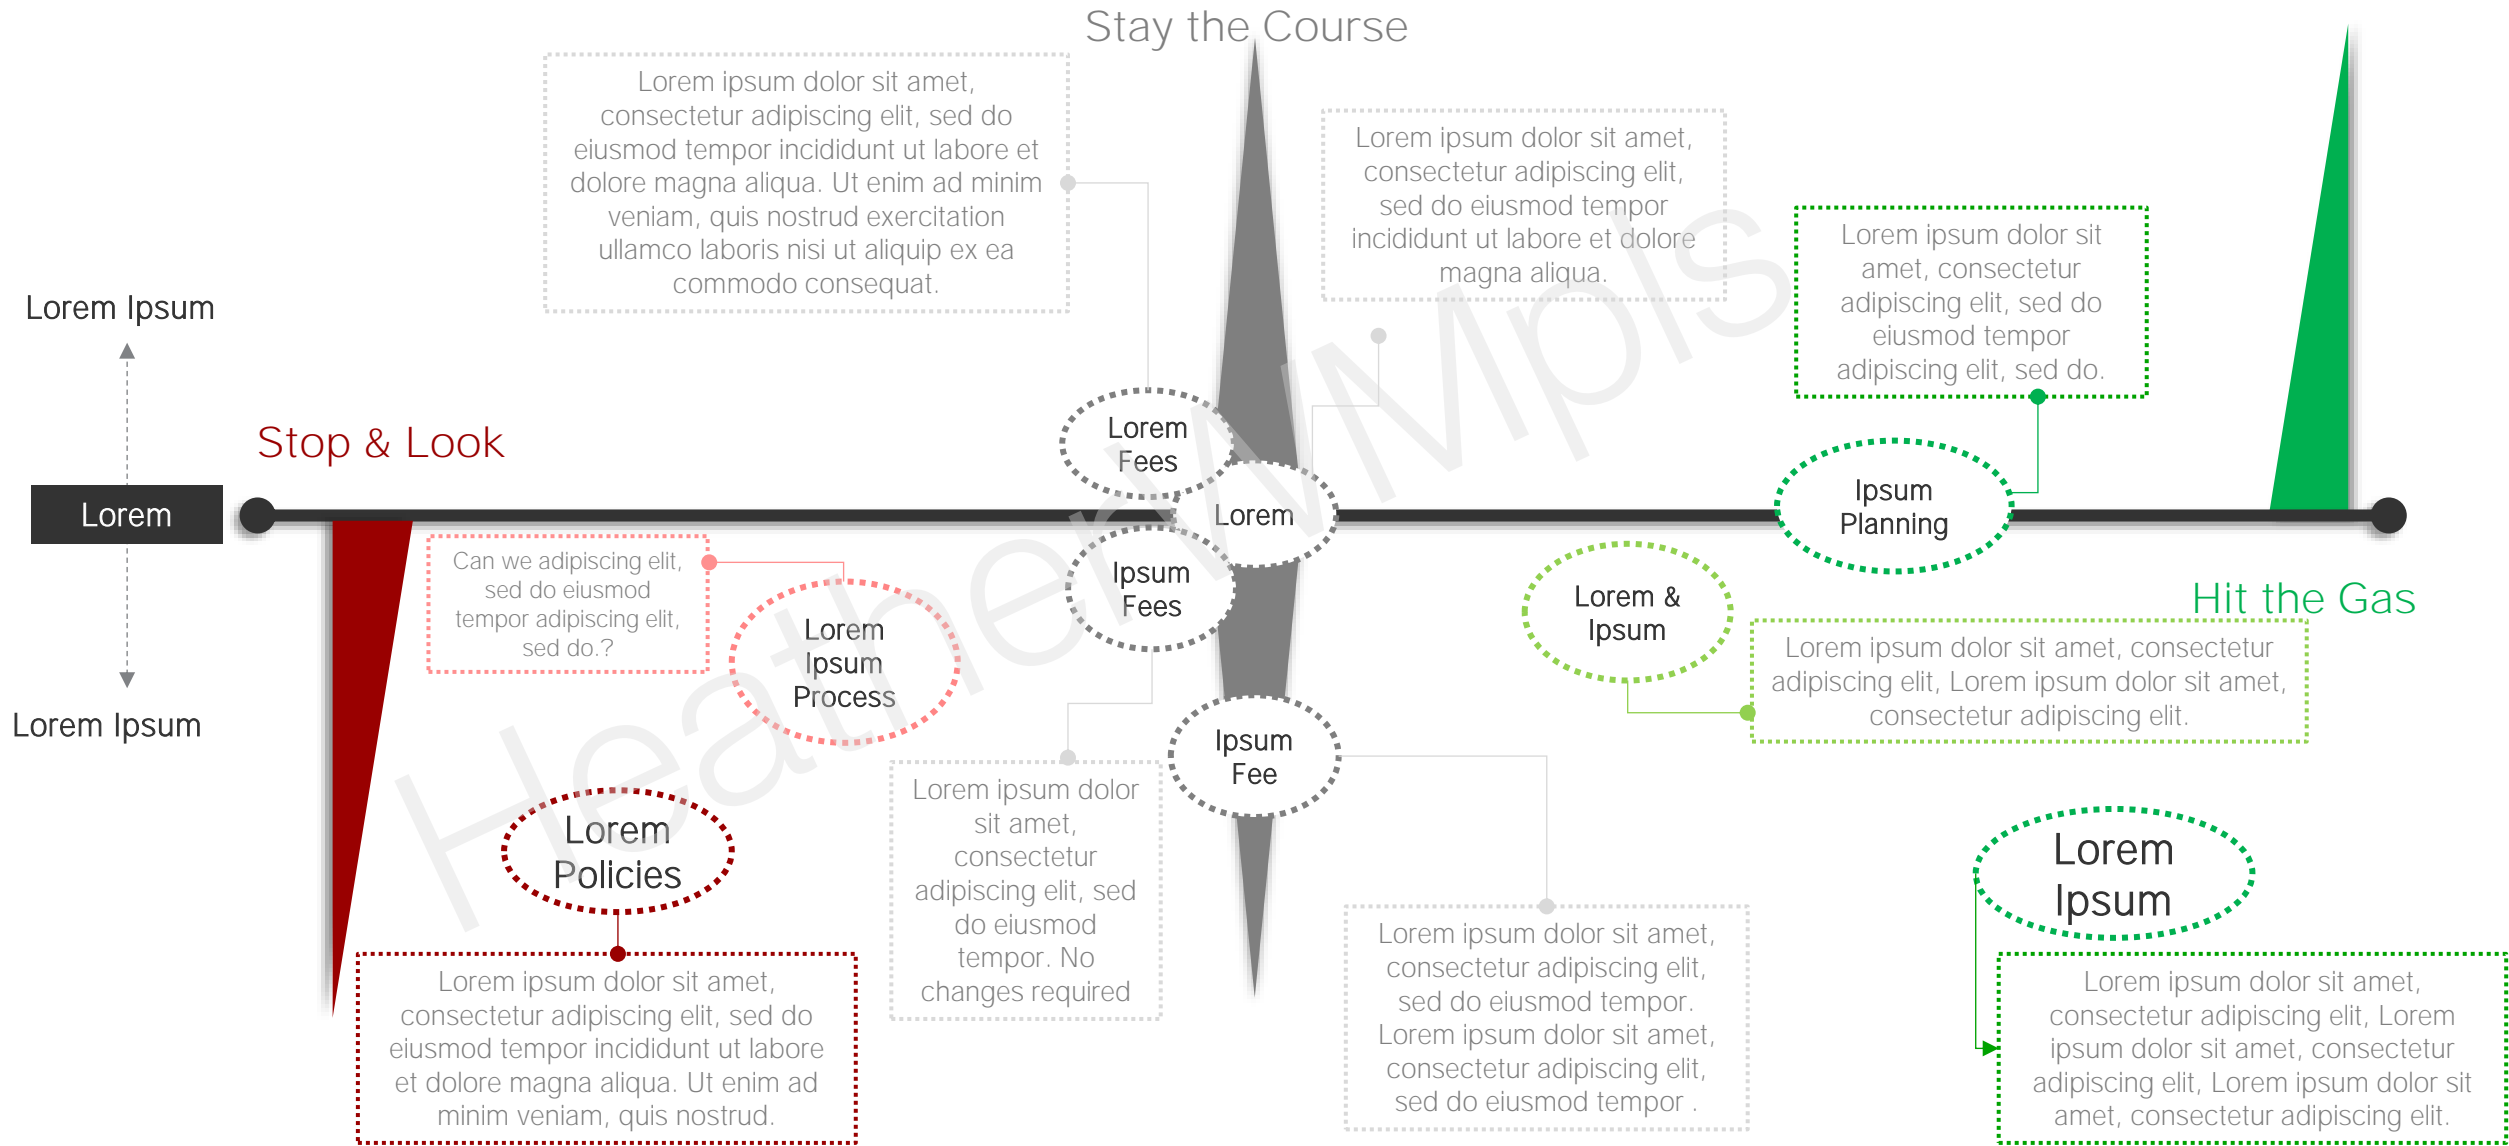 Stay the Course
Lorem ipsum dolor sit amet,
consectetur adipiscing elit, sed do
eiusmod tempor incididunt ut labore et
dolore magna aliqua. Ut enim ad minim
veniam, quis nostrud exercitation
ullamco laboris nisi ut aliquip ex ea
commodo consequat.
Lorem ipsum dolor sit amet,
consectetur adipiscing elit,
sed do eiusmod tempor
incididunt ut labore et dolore
magna aliqua.
Lorem ipsum dolor sit
amet, consectetur
adipiscing elit, sed do
eiusmod tempor
adipiscing elit, sed do.
Lorem Ipsum
Stop & Look
Lorem
Fees
Lorem
Lorem
Ipsum
Planning
Can we adipiscing elit,
sed do eiusmod
tempor adipiscing elit,
sed do.?
Lorem
Ipsum
Process
Ipsum
Fees
Lorem &
Ipsum
Hit the Gas
Lorem ipsum dolor sit amet, consectetur
adipiscing elit, Lorem ipsum dolor sit amet,
consectetur adipiscing elit.
Lorem Ipsum
Ipsum
Fee
Lorem
Policies
Lorem ipsum dolor
sit amet,
consectetur
adipiscing elit, sed
do eiusmod
tempor. No
changes required
Lorem
Ipsum
Lorem ipsum dolor sit amet,
consectetur adipiscing elit, sed do
eiusmod tempor incididunt ut labore
et dolore magna aliqua. Ut enim ad
minim veniam, quis nostrud.
Lorem ipsum dolor sit amet,
consectetur adipiscing elit,
sed do eiusmod tempor.
Lorem ipsum dolor sit amet,
consectetur adipiscing elit,
sed do eiusmod tempor .
Lorem ipsum dolor sit amet,
consectetur adipiscing elit, Lorem
ipsum dolor sit amet, consectetur
adipiscing elit, Lorem ipsum dolor sit
amet, consectetur adipiscing elit.
HeatherWMpls